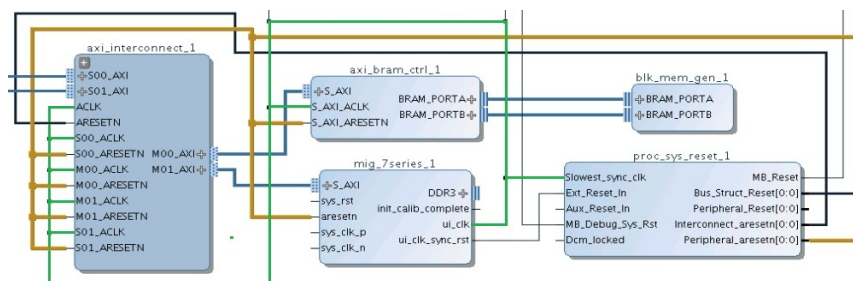 axi_interconnect_1
S00_AXI
S01_AXI
ACLK
ARESETN
S00_ACLK
S00_ARESETN
M00_ACLK
M00_ARESETN
M01_ACLK
M01_ARESETN
S01_ACLK
S01_ARESETN
M00_AXI
M01_AXI
axi_bram_ctrl_1
S_AXI
S_AXI_ACLK
S_AXI_ARESETN
BRAM_PORTA
BRAM_PORTB
blk_mem_gen_1
BRAM_PORTA
BRAM_PORTB
mig_7series_1
S_AXI
sys_rst
aresetn
sys_clk_p
sys_clk_n
DDR3
init_calib_complete
ui_clk
ui_clk_sync_rst
proc_sys_reset_1
Slowest_sync_clk
Ext_Reset_In
Aux_Reset_In
MB_Debug_Sys_Rst
Dcm_locked
MB_Reset
Bus_Struct_Reset[0:0]
Peripheral_Reset[0:0]
Interconnect_aresetn[0:0]
Peripheral_aresetn[0:0]